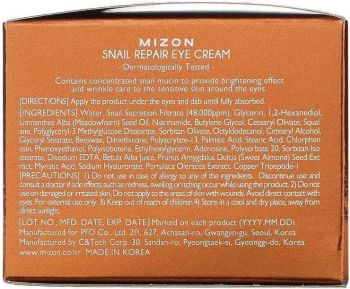 MIZON
SNAIL REPAIR EYE CREAM
- Dermatologically Tested -
Contains concentrated snail mucin to provide brightening effect
and wrinkle care to the sensitive skin around the eyes.
[DIRECTIONS] Apply the product under the eyes and dab until fully absorbed.
[INGREDIENTS] Water, Snail Secretion Filtrate (48,000ppm), Glycerin, 1,2-Hexanediol,
Limnanthes Alba (Meadowfoam) Seed Oil, Niacinamide, Butylene Glycol, Cetearyl Olivate, Squal-
ane, Polyglyceryl-3 Methylglucose Distearate, Sorbitan Olivate, Octyldodecanol, Cetearyl Alcohol,
Glyceryl Stearate, Beeswax, Dimethicone, Palmitic Acid, Stearic Acid, Carbomer,
Phenoxyethanol, Polysorbate 20, Sorbitan Iso-
stearate, Disodium EDTA, Betula Alba Juice, Prunus Amygdalus Dulcis (Sweet Almond) Seed Ext-
ract, Myristic Acid, Sodium Hyaluronate, Portulaca Oleracea Extract, Copper Tripeptide-1
[PRECAUTIONS] 1) Do not use in case of allergy to any of the ingredients. Discontinue use and
consult a doctor if side effects such as redness, swelling or itching occur while using the product. 2) Do not
use on damaged or irritated skin. Do not apply to the areas of skin with wounds. Avoid direct contact with
eyes. For external use only. 3) Keep out of reach of children. 4) Store in a cool and dry place, away from
direct sunlight.
[LOT NO., MFD. DATE, EXP. DATE] Marked on each product (YYYY.MM.DD).
Manufactured for PFD Co., Ltd. 2Fl, 627, Achasan-ro, Gwangjin-gu, Seoul, Korea
Manufactured by C&Tech Corp. 30, Sandan-ro, Pyeongtaek-si, Gyeonggi-do, Korea
www.mizon.co.kr MADE IN KOREA